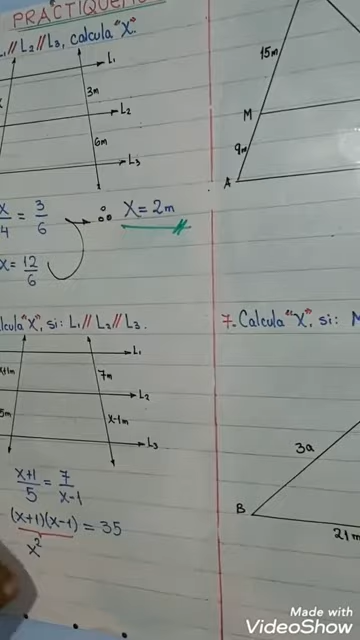 PRACTIQUEMOS
L₁ // L₂ // L₃, calcula "X".
L₁
3m
L₂
6m
L₃
x/4 = 3/6
∴ X = 2m
x = 12/6
calcula "X", si: L₁ // L₂ // L₃.
x+1m
L₁
7m
L₂
5m
x-1m
L₃
x+1/5 = 7/x-1
(x+1)(x-1) = 35
x²
15m
M
9m
A
7.- Calcula "X", si: M
3a
B
21m
Made with
VideoShow